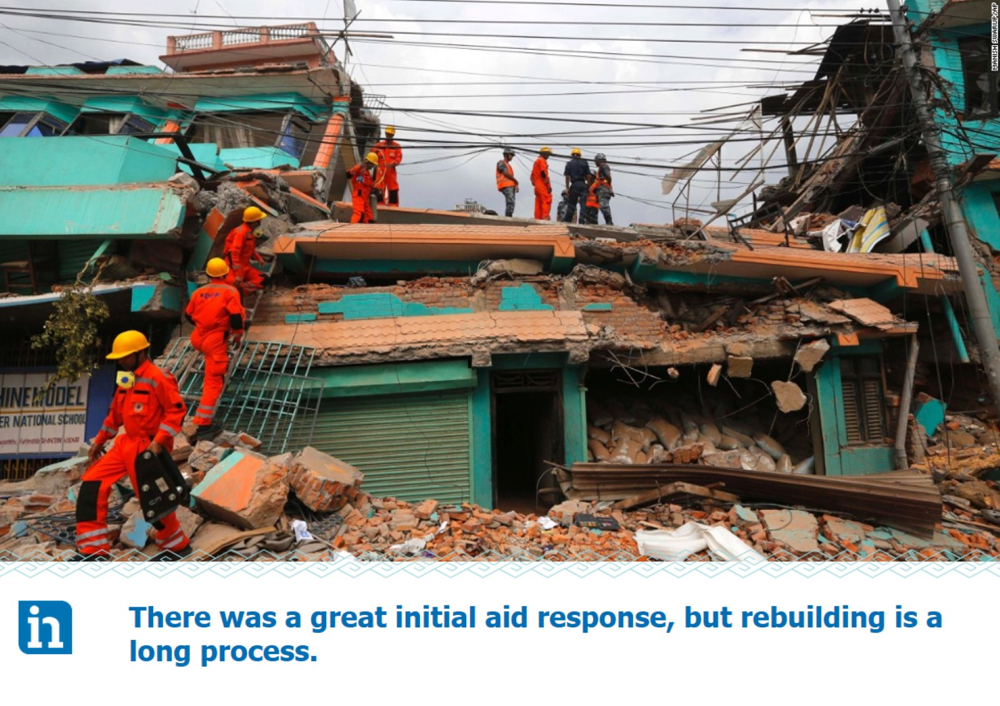 MANISH SWARUP/AP
NDRF
HINE MODEL
ER NATIONAL SCHOOL
in
There was a great initial aid response, but rebuilding is a
long process.